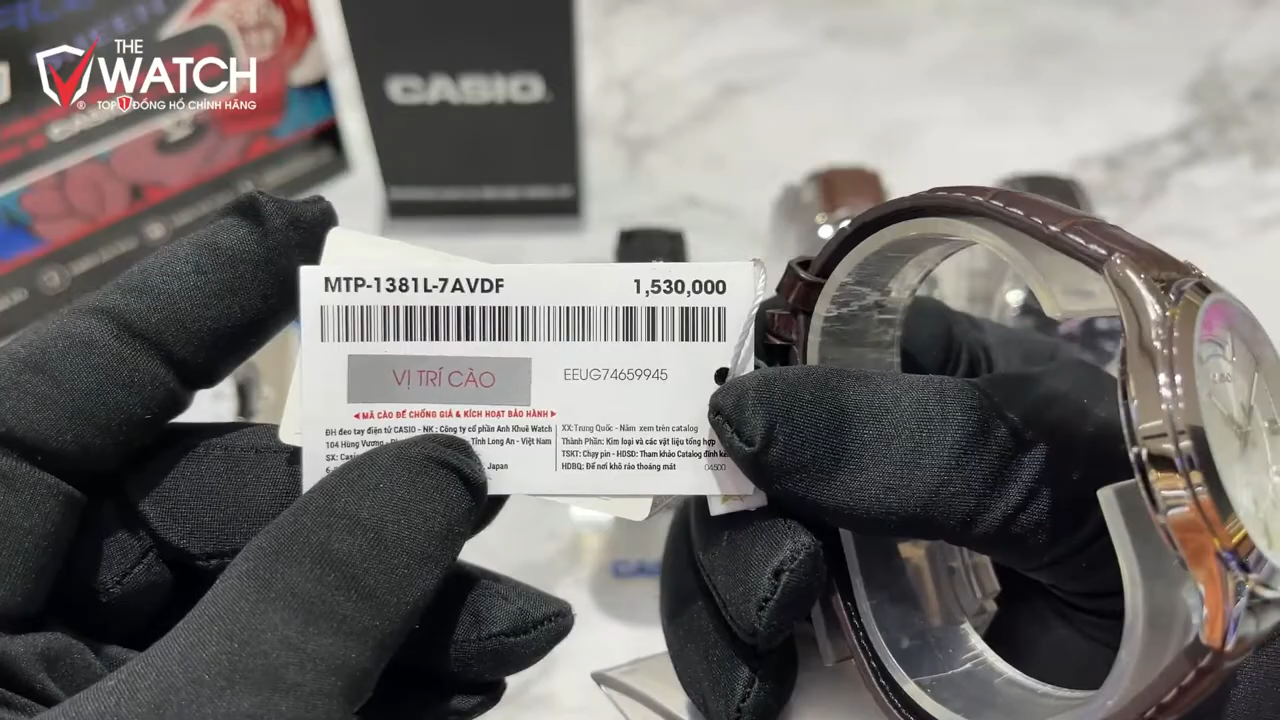 THE
WATCH
®
TOP 1 ĐỒNG HỒ CHÍNH HÃNG
CASIO
MTP-1381L-7AVDF 1,530,000
VỊ TRÍ CÀO EEUG74659945
◀ MÃ CÀO ĐỂ CHỐNG GIẢ & KÍCH HOẠT BẢO HÀNH ▶
ĐH đeo tay điện tử CASIO - NK: Công ty cổ phần Anh Khuê Watch
104 Hùng Vương - Tỉnh Long An - Việt Nam
SX: Casio
Japan
XX: Trung Quốc - Năm xem trên catalog
Thành Phần: Kim loại và các vật liệu tổng hợp
TSKT: Chạy pin - HDSD: Tham khảo Catalog đính
HDBQ: Để nơi khô ráo thoáng mát 04500